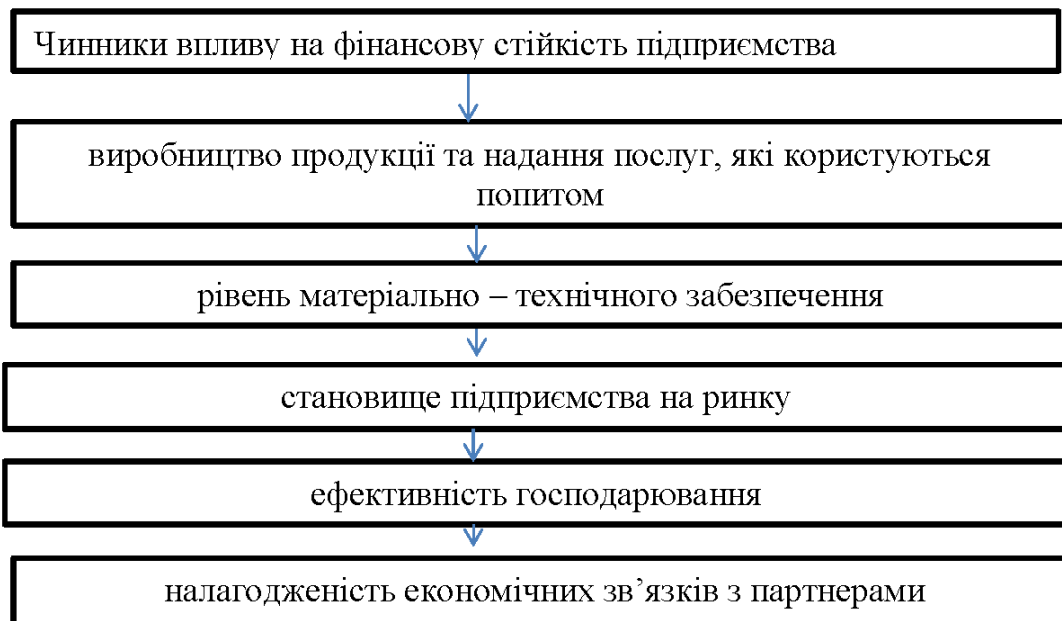 Чинники впливу на фінансову стійкість підприємства
виробництво продукції та надання послуг, які користуються
попитом
рівень матеріально – технічного забезпечення
становище підприємства на ринку
ефективність господарювання
налагодженість економічних зв’язків з партнерами